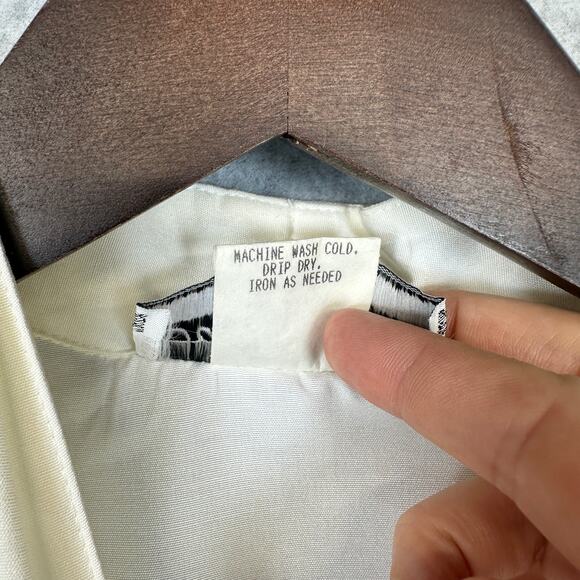 MACHINE WASH COLD.
DRIP DRY.
IRON AS NEEDED